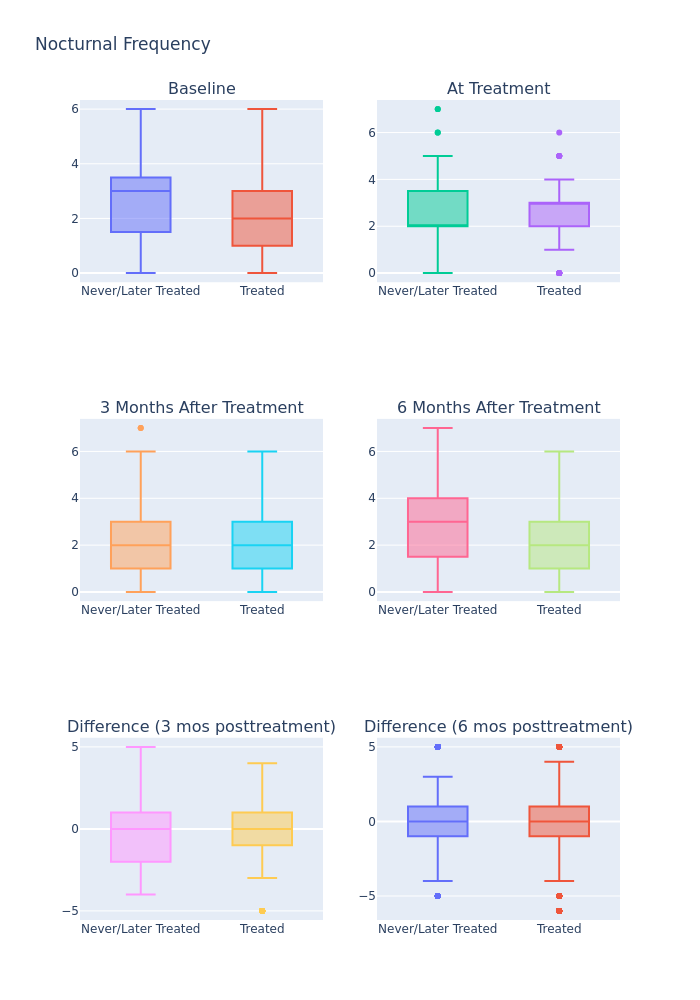 Nocturnal Frequency
Baseline
At Treatment
6
4
2
0
Never/Later Treated
Treated
6
4
2
0
Never/Later Treated
Treated
3 Months After Treatment
6 Months After Treatment
6
4
2
0
Never/Later Treated
Treated
6
4
2
0
Never/Later Treated
Treated
Difference (3 mos posttreatment)
Difference (6 mos posttreatment)
5
0
−5
Never/Later Treated
Treated
5
0
−5
Never/Later Treated
Treated